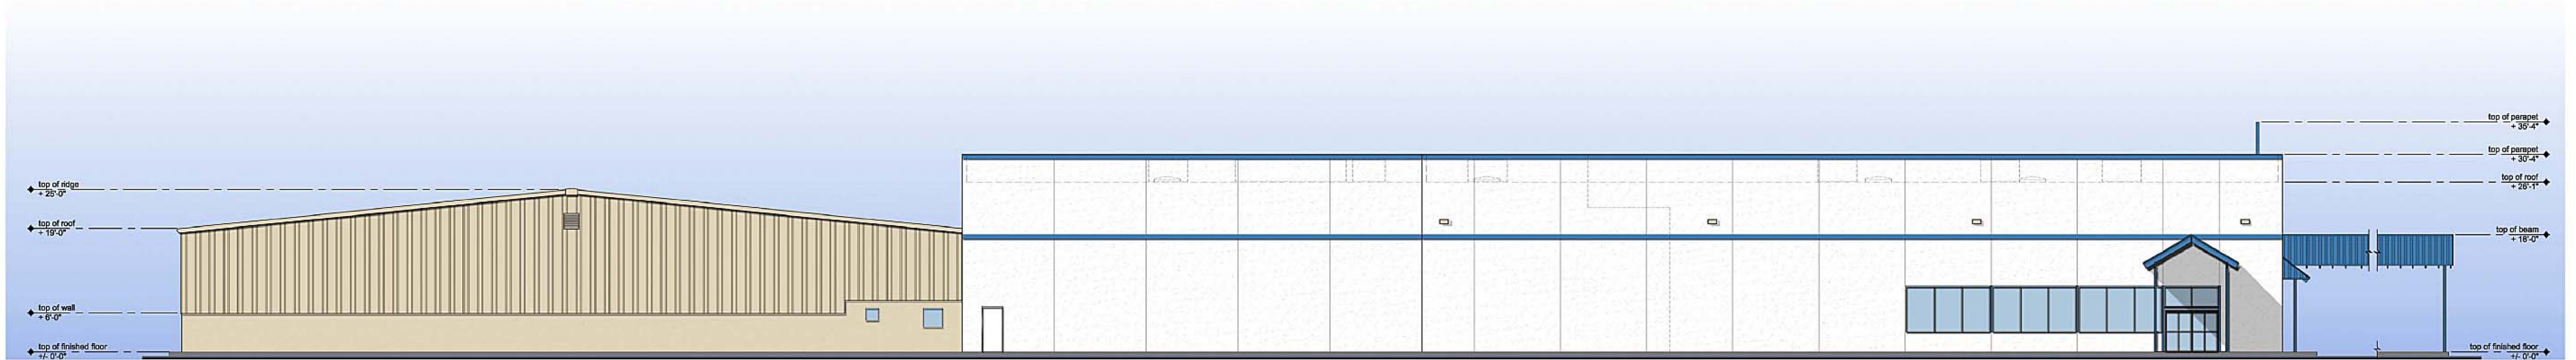 top of ridge
+ 25'-0"
top of roof
+ 19'-0"
top of wall
+ 6'-0"
top of finished floor
+/- 0'-0"
top of parapet
+ 35'-4"
top of parapet
+ 30'-4"
top of roof
+ 26'-1"
top of beam
+ 18'-0"
top of finished floor
+/- 0'-0"